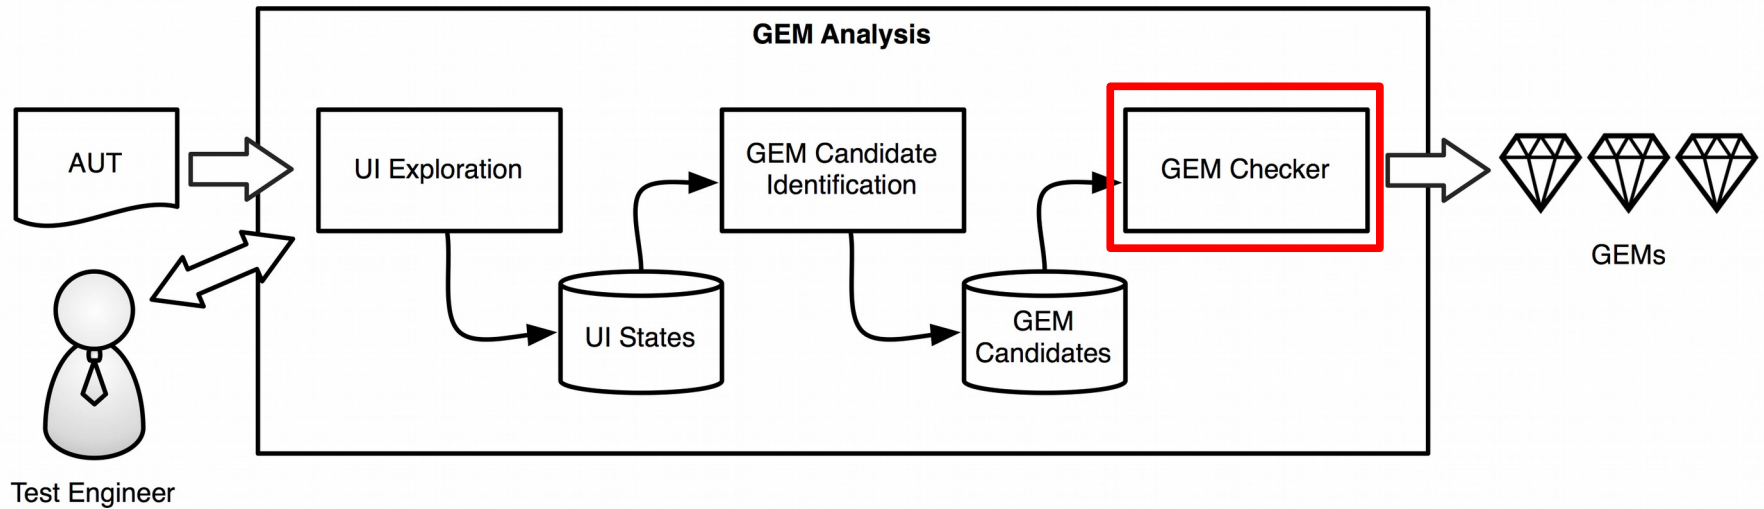 GEM Analysis
AUT
UI Exploration
GEM Candidate
Identification
GEM Checker
UI States
GEM
Candidates
GEMs
Test Engineer